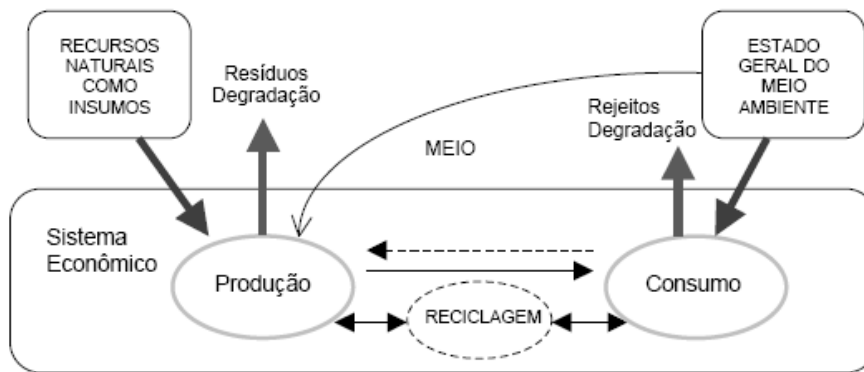 RECURSOS
NATURAIS
COMO
INSUMOS
Resíduos
Degradação
MEIO
Rejeitos
Degradação
ESTADO
GERAL DO
MEIO
AMBIENTE
Sistema
Econômico
Produção
RECICLAGEM
Consumo